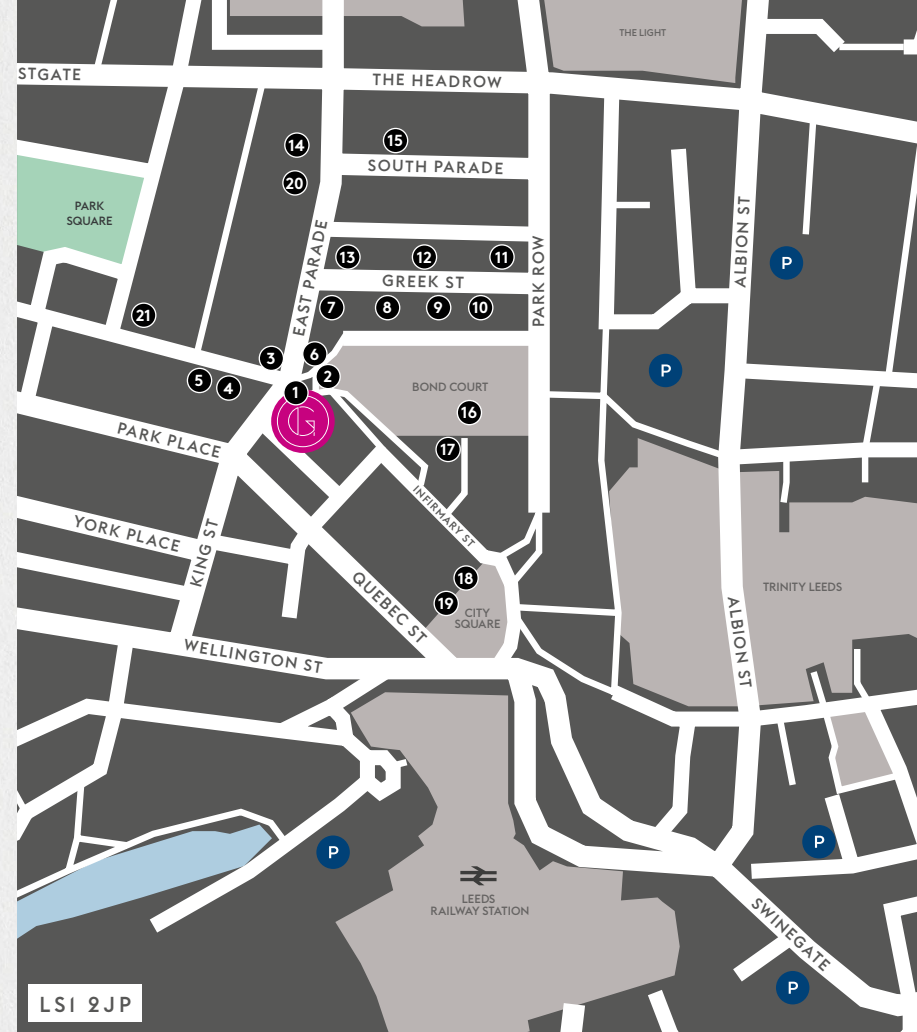 THE LIGHT
STGATE
THE HEADROW
14
15
SOUTH PARADE
20
PARK
SQUARE
ALBION ST
EAST PARADE
PARK ROW
13
12
11
P
GREEK ST
7
8
9
10
21
3
6
2
5
4
1
P
BOND COURT
G
16
PARK PLACE
17
INFIRMARY ST
YORK PLACE
KING ST
QUEBEC ST
18
19
CITY
SQUARE
TRINITY LEEDS
ALBION ST
WELLINGTON ST
P
P
LEEDS
RAILWAY STATION
SWINEGATE
P
LS1 2JP